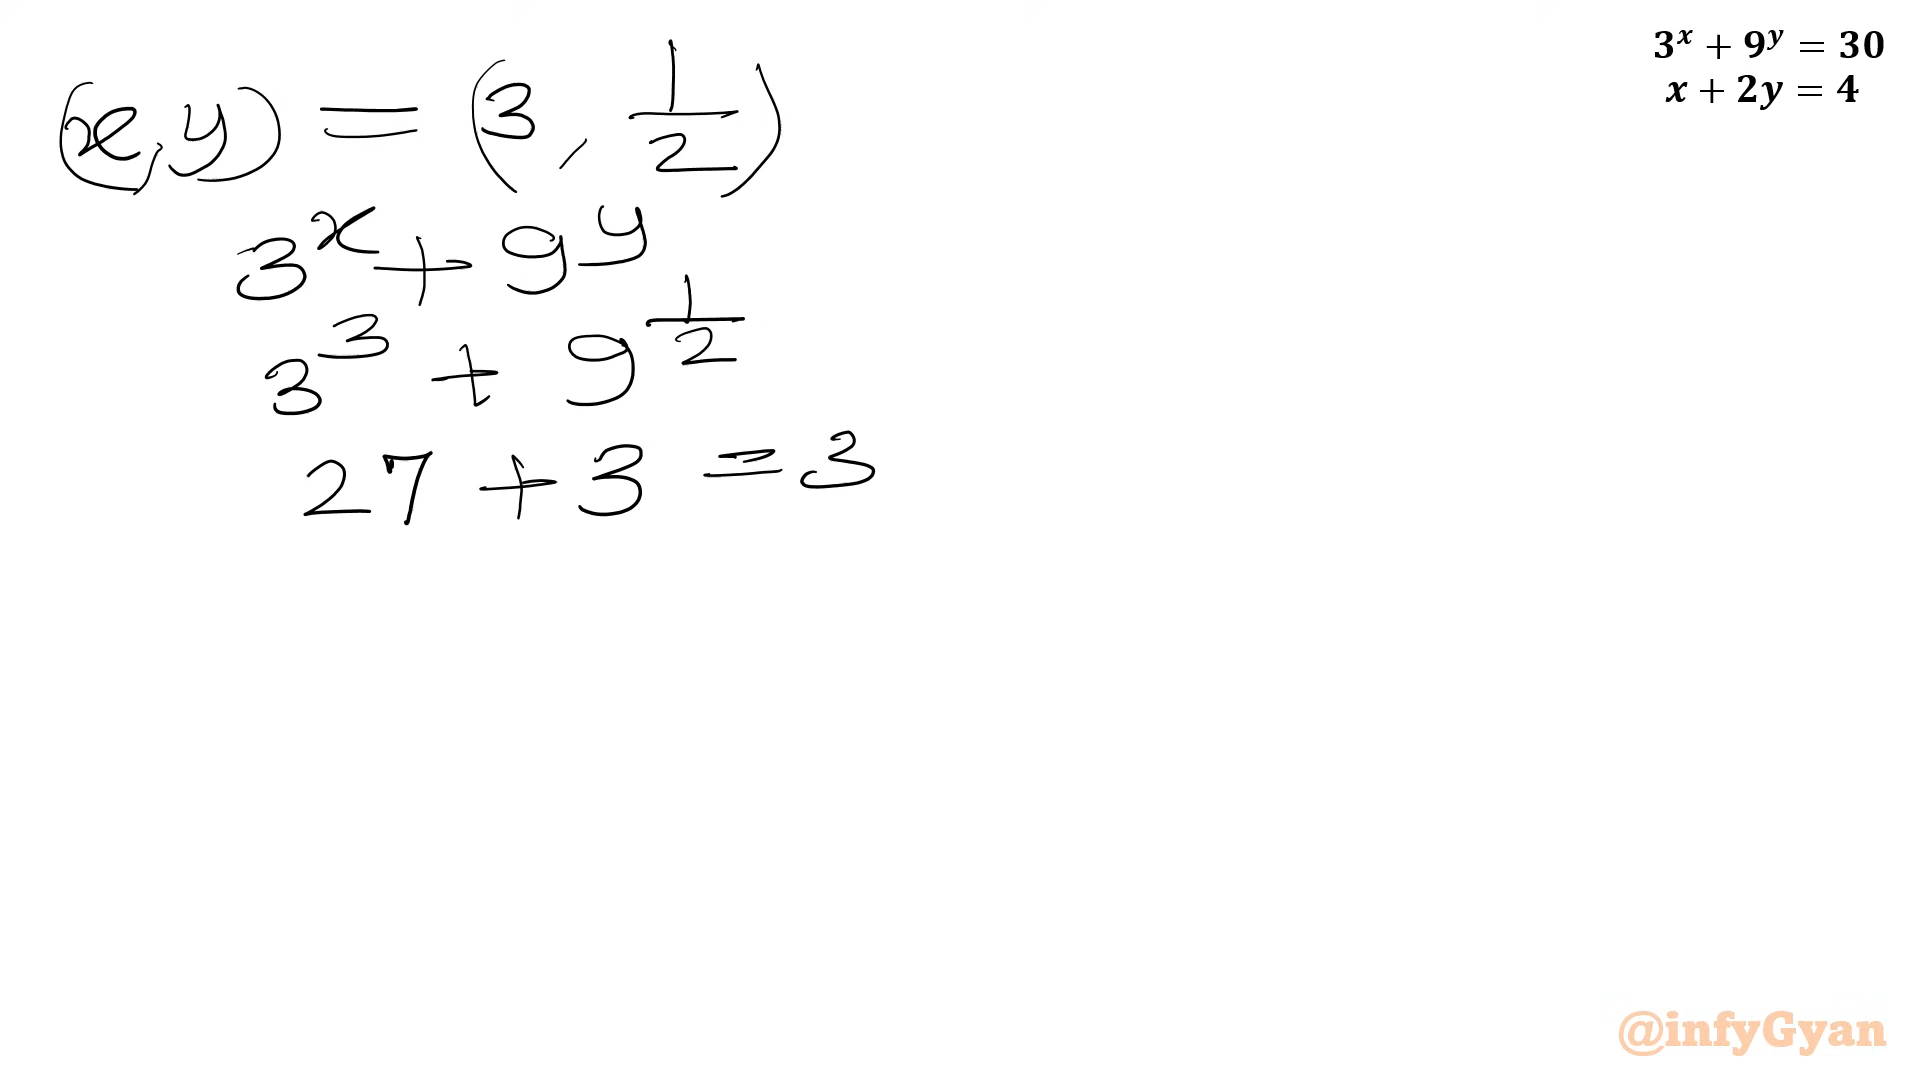 (x,y) = (3, 1/2)
3^x + 9^y
3^3 + 9^(1/2)
27 + 3 = 3
3^x + 9^y = 30
x + 2y = 4
@infyGyan